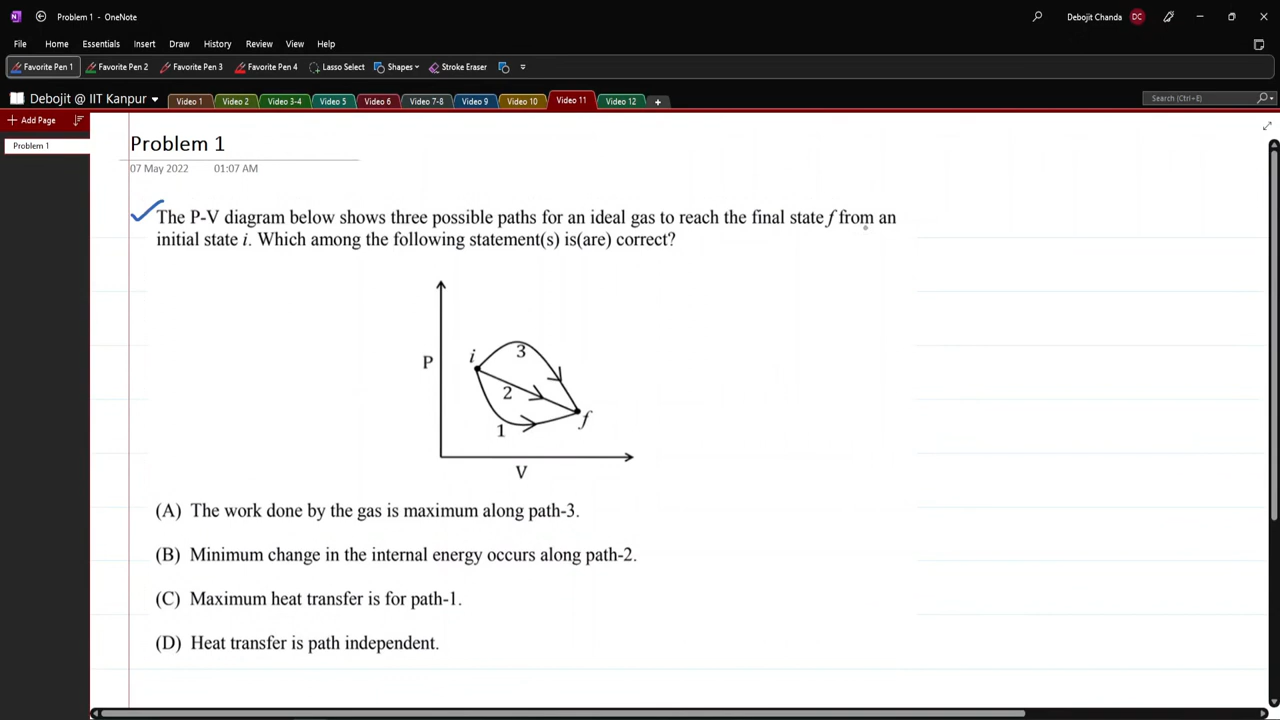 Problem 1 - OneNote
Debojit Chanda DC
File Home Essentials Insert Draw History Review View Help
Favorite Pen 1 Favorite Pen 2 Favorite Pen 3 Favorite Pen 4 Lasso Select Shapes Stroke Eraser
Debojit @ IIT Kanpur Video 1 Video 2 Video 3-4 Video 5 Video 6 Video 7-8 Video 9 Video 10 Video 11 Video 12 Search (Ctrl+E)
Add Page
Problem 1
Problem 1
07 May 2022 01:07 AM
The P-V diagram below shows three possible paths for an ideal gas to reach the final state f from an
initial state i. Which among the following statement(s) is(are) correct?
P
i
3
2
1
f
V
(A) The work done by the gas is maximum along path-3.
(B) Minimum change in the internal energy occurs along path-2.
(C) Maximum heat transfer is for path-1.
(D) Heat transfer is path independent.